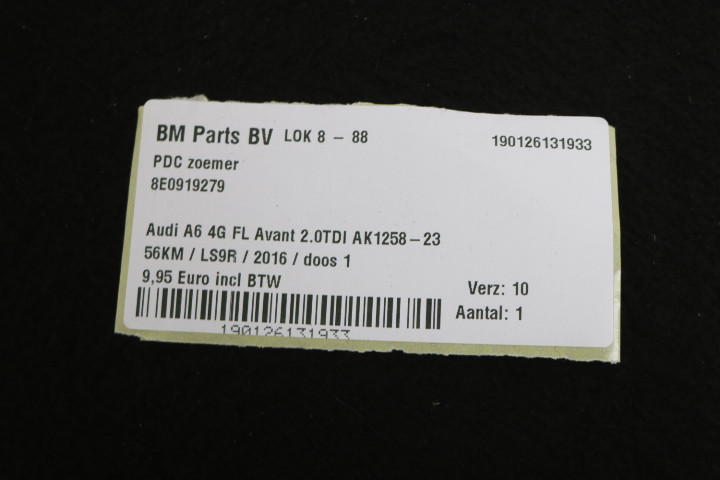 BM Parts BV LOK 8 - 88 190126131933
PDC zoemer
8E0919279
Audi A6 4G FL Avant 2.0TDI AK1258-23
56KM / LS9R / 2016 / doos 1
9,95 Euro incl BTW
Verz: 10
Aantal: 1
190126131933